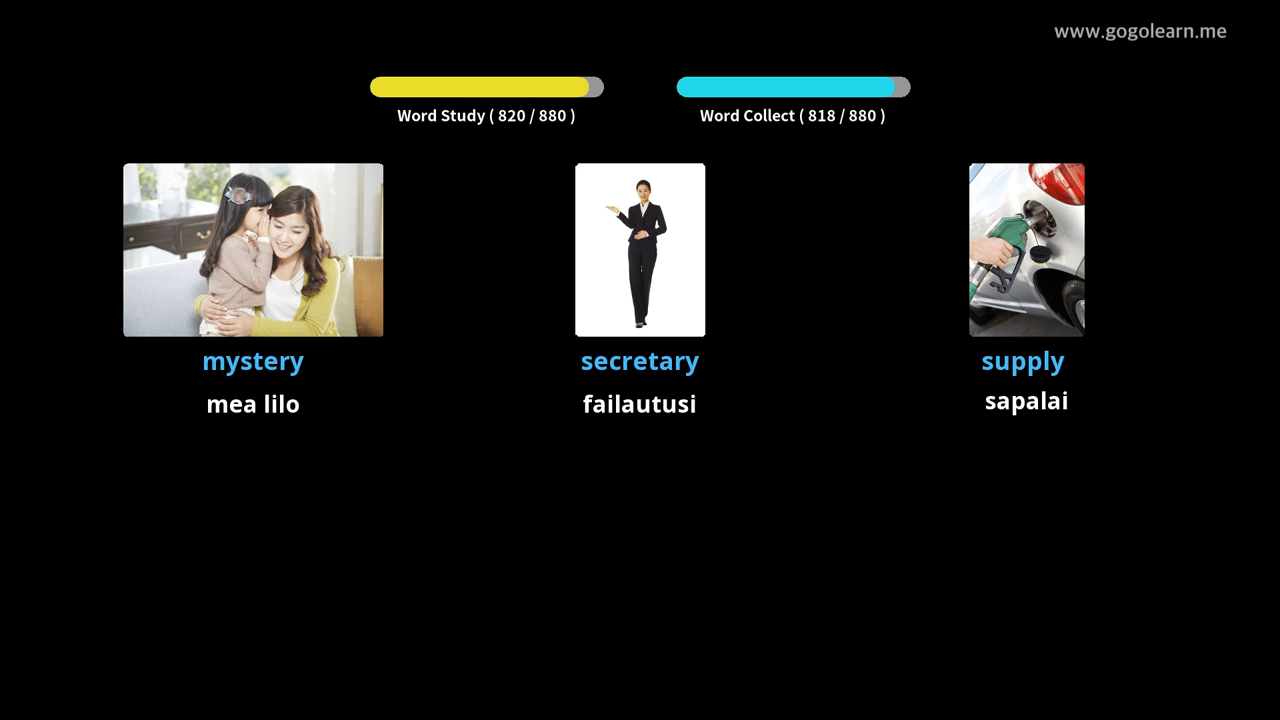 www.gogolearn.me
Word Study ( 820 / 880 )
Word Collect ( 818 / 880 )
mystery
mea lilo
secretary
failautusi
supply
sapalai